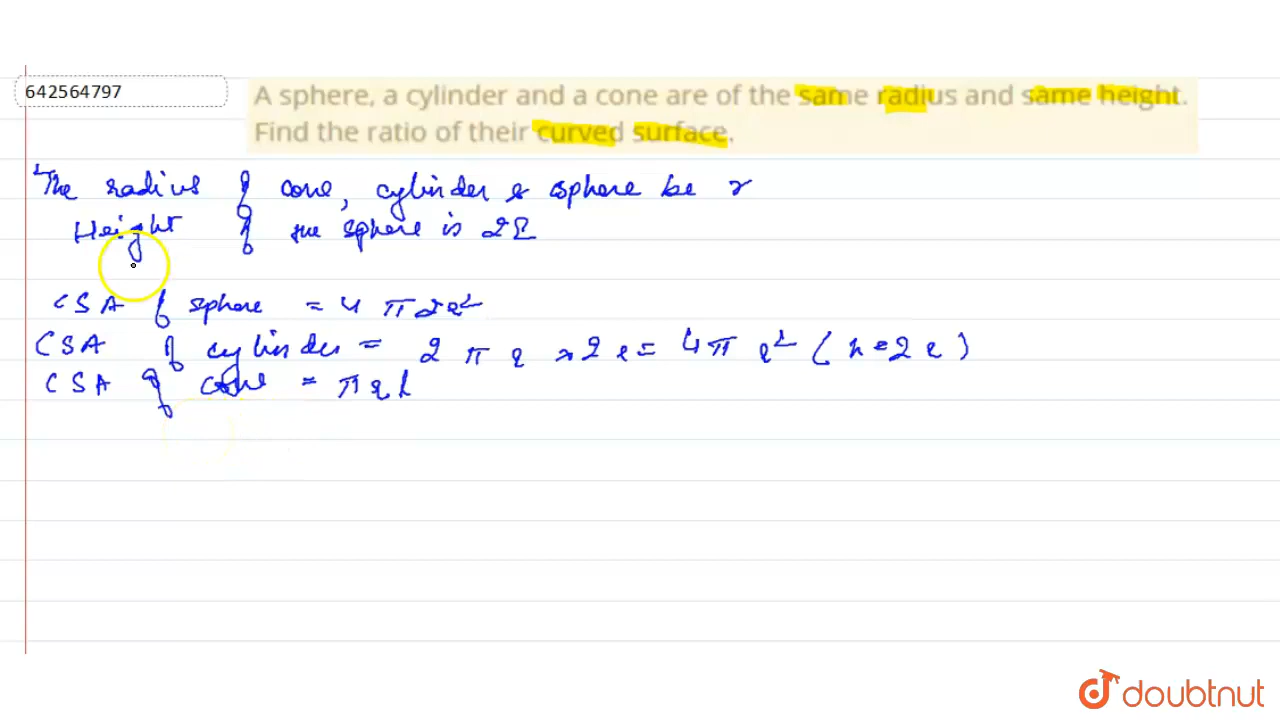 642564797
A sphere, a cylinder and a cone are of the same radius and same height.
Find the ratio of their curved surface.
The radius of cone, cylinder & sphere be r
Height of the sphere is 2r
CSA of sphere = 4πr²
CSA of cylinder = 2πr × 2r = 4πr² (h = 2r)
CSA of cone = πrl
doubtnut